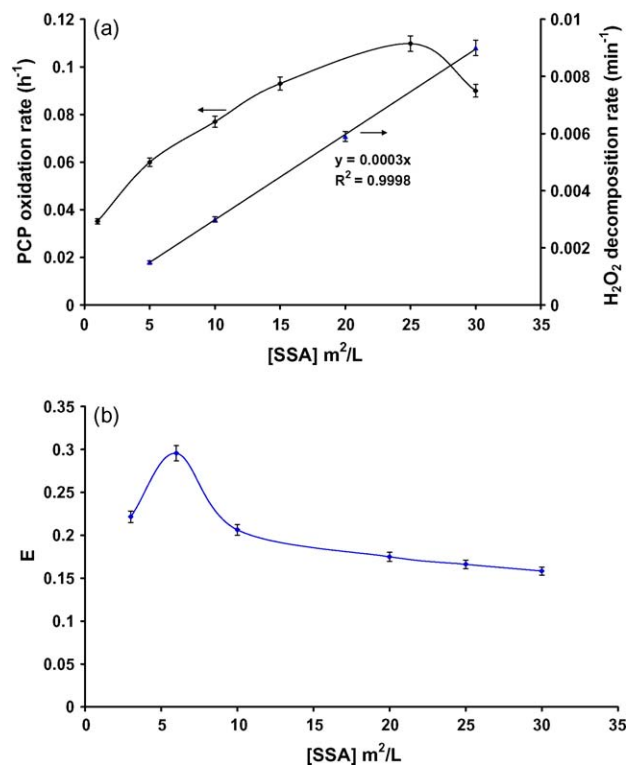 (a)
PCP oxidation rate (h-1)
0.12
0.1
0.08
0.06
0.04
0.02
0
0.01
0.008
0.006
0.004
0.002
0
H2O2 decomposition rate (min-1)
y = 0.0003x
R2 = 0.9998
0 5 10 15 20 25 30 35
[SSA] m2/L
(b)
E
0.35
0.3
0.25
0.2
0.15
0.1
0.05
0
0 5 10 15 20 25 30 35
[SSA] m2/L